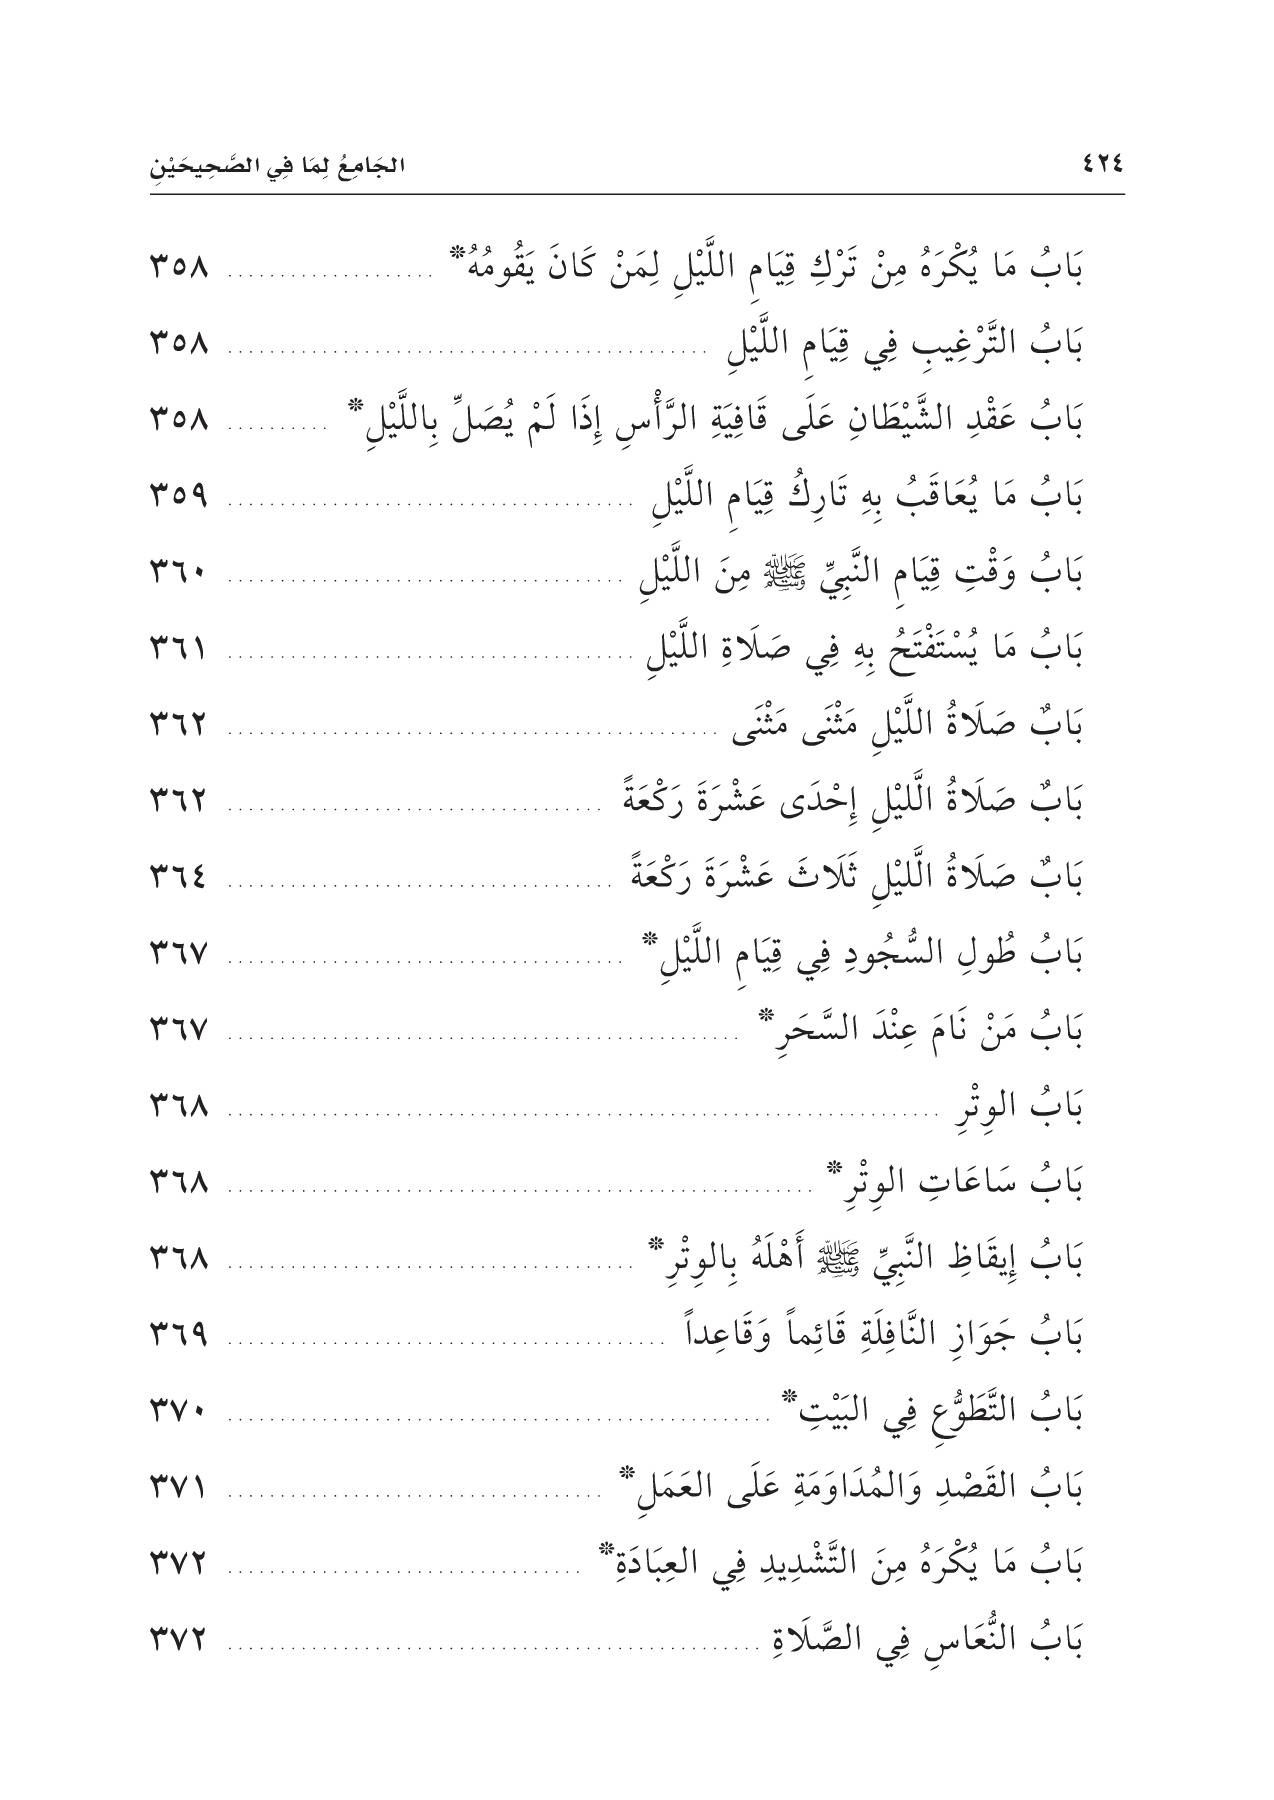 ٤٢٤ الجَامِعُ لِمَا فِي الصَّحِيحَيْنِ
بَابُ مَا يُكْرَهُ مِنْ تَرْكِ قِيَامِ اللَّيْلِ لِمَنْ كَانَ يَقُومُهُ* .................... ٣٥٨
بَابُ التَّرْغِيبِ فِي قِيَامِ اللَّيْلِ .................... ٣٥٨
بَابُ عَقْدِ الشَّيْطَانِ عَلَى قَافِيَةِ الرَّأْسِ إِذَا لَمْ يُصَلِّ بِاللَّيْلِ* .......... ٣٥٨
بَابُ مَا يُعَاقَبُ بِهِ تَارِكُ قِيَامِ اللَّيْلِ .................... ٣٥٩
بَابُ وَقْتِ قِيَامِ النَّبِيِّ ﷺ مِنَ اللَّيْلِ .................... ٣٦٠
بَابُ مَا يُسْتَفْتَحُ بِهِ فِي صَلَاةِ اللَّيْلِ .................... ٣٦١
بَابٌ صَلَاةُ اللَّيْلِ مَثْنَى مَثْنَى .................... ٣٦٢
بَابٌ صَلَاةُ الَّليْلِ إِحْدَى عَشْرَةَ رَكْعَةً .................... ٣٦٢
بَابٌ صَلَاةُ الَّليْلِ ثَلَاثَ عَشْرَةَ رَكْعَةً .................... ٣٦٤
بَابُ طُولِ السُّجُودِ فِي قِيَامِ اللَّيْلِ* .................... ٣٦٧
بَابُ مَنْ نَامَ عِنْدَ السَّحَرِ* .................... ٣٦٧
بَابُ الوِتْرِ .................... ٣٦٨
بَابُ سَاعَاتِ الوِتْرِ* .................... ٣٦٨
بَابُ إِيقَاظِ النَّبِيِّ ﷺ أَهْلَهُ بِالوِتْرِ* .................... ٣٦٨
بَابُ جَوَازِ النَّافِلَةِ قَائِماً وَقَاعِداً .................... ٣٦٩
بَابُ التَّطَوُّعِ فِي البَيْتِ* .................... ٣٧٠
بَابُ القَصْدِ وَالمُدَاوَمَةِ عَلَى العَمَلِ* .................... ٣٧١
بَابُ مَا يُكْرَهُ مِنَ التَّشْدِيدِ فِي العِبَادَةِ* .................... ٣٧٢
بَابُ النُّعَاسِ فِي الصَّلَاةِ .................... ٣٧٢